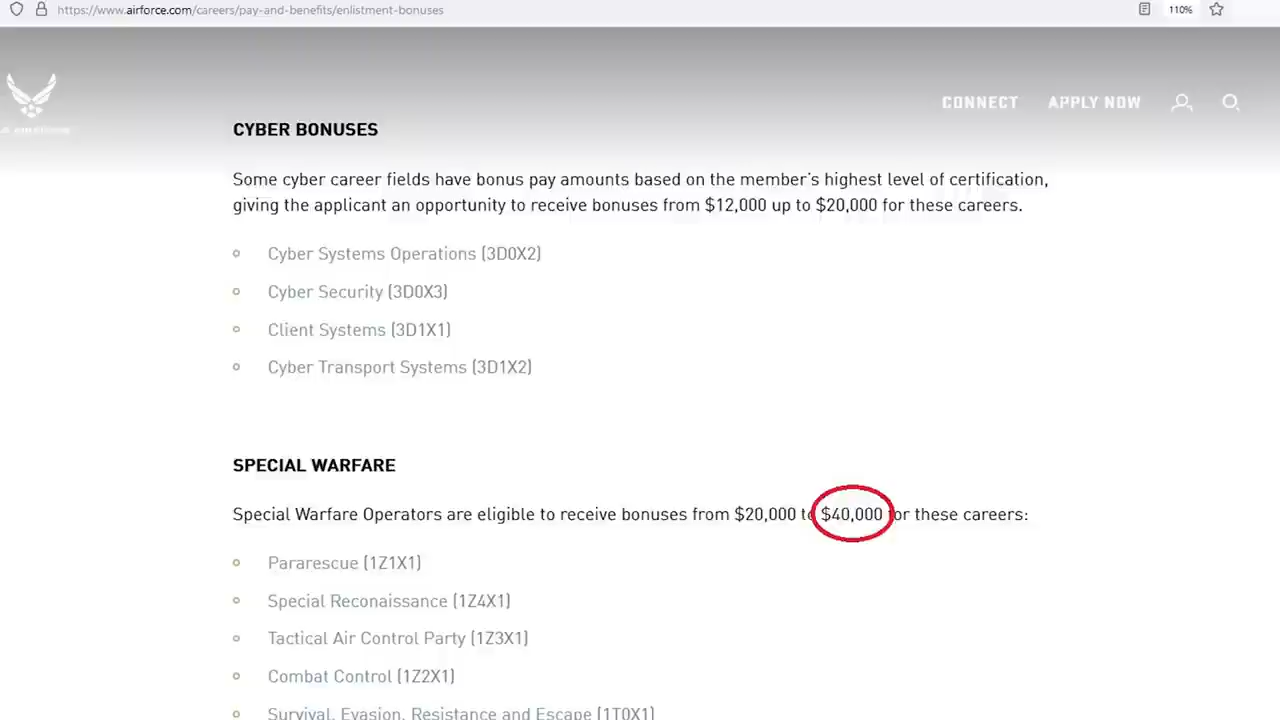 https://www.airforce.com/careers/pay-and-benefits/enlistment-bonuses
110%
CONNECT APPLY NOW
CYBER BONUSES
Some cyber career fields have bonus pay amounts based on the member's highest level of certification,
giving the applicant an opportunity to receive bonuses from $12,000 up to $20,000 for these careers.
Cyber Systems Operations (3D0X2)
Cyber Security (3D0X3)
Client Systems (3D1X1)
Cyber Transport Systems (3D1X2)
SPECIAL WARFARE
Special Warfare Operators are eligible to receive bonuses from $20,000 to $40,000 for these careers:
Pararescue (1Z1X1)
Special Reconaissance (1Z4X1)
Tactical Air Control Party (1Z3X1)
Combat Control (1Z2X1)
Survival, Evasion, Resistance and Escape (1T0X1)